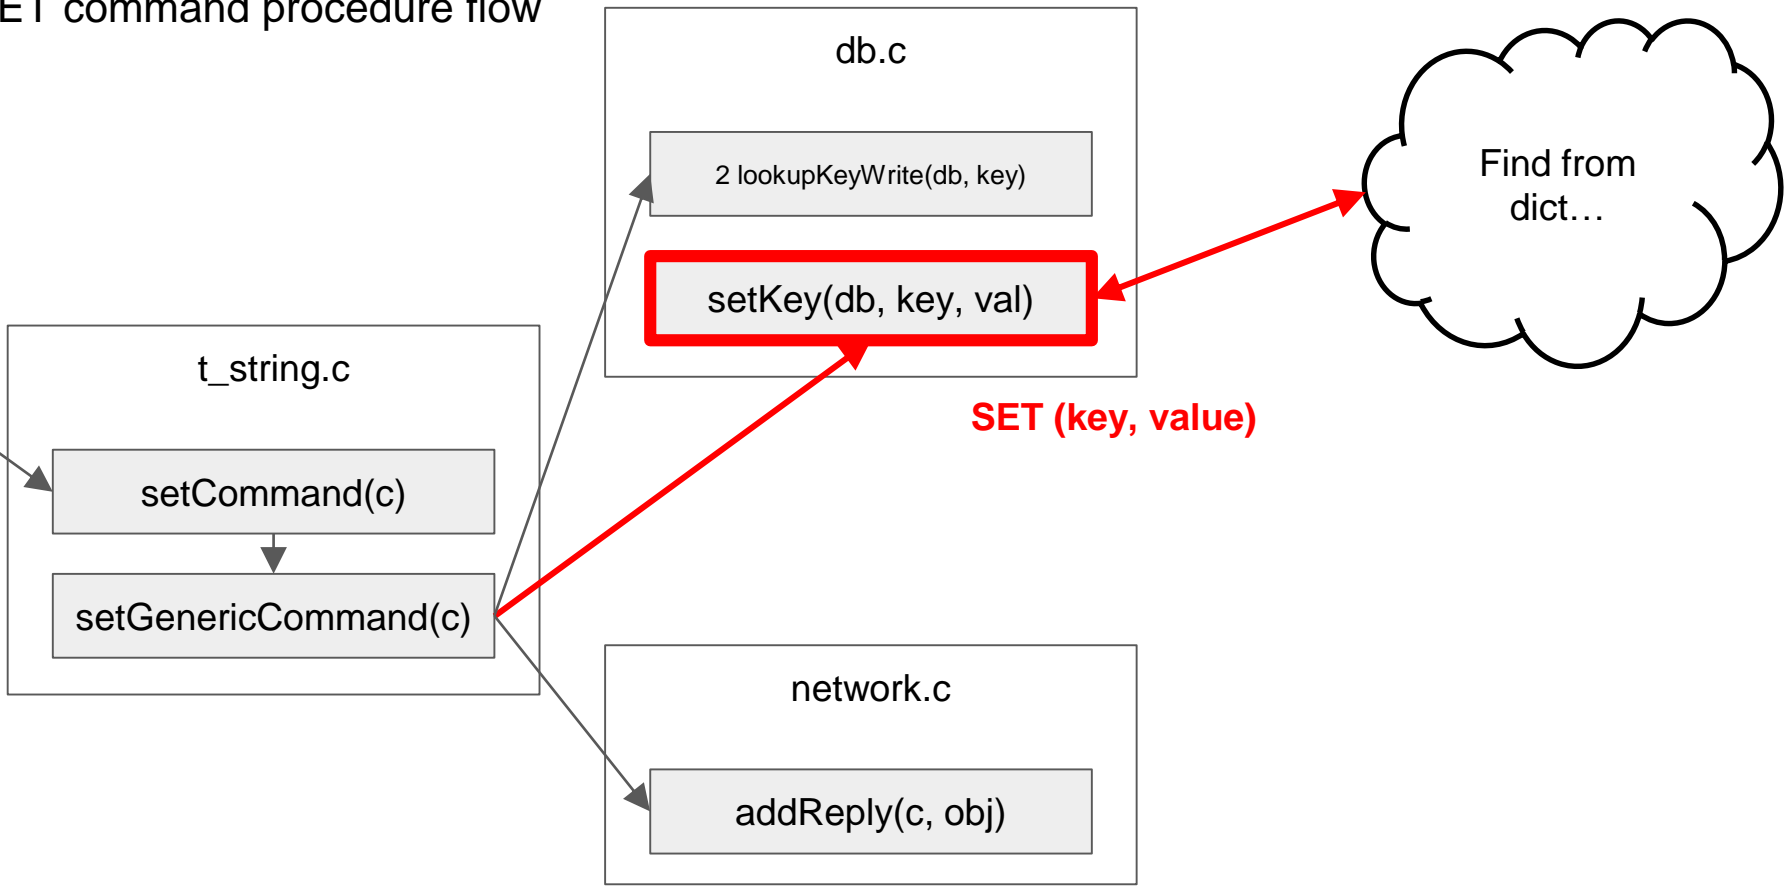 ET command procedure flow
db.c
2 lookupKeyWrite(db, key)
setKey(db, key, val)
Find from
dict…
SET (key, value)
t_string.c
setCommand(c)
setGenericCommand(c)
network.c
addReply(c, obj)